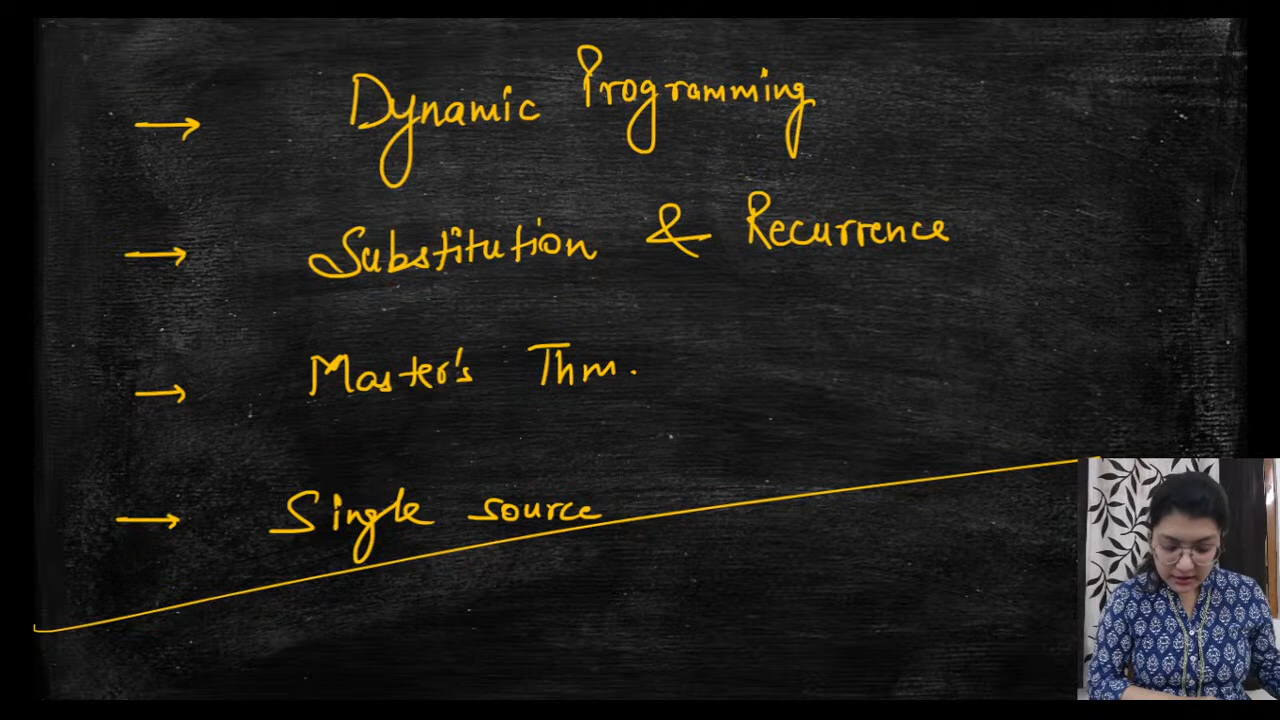 → Dynamic Programming
→ Substitution & Recurrence
→ Master's Thm.
→ Single source